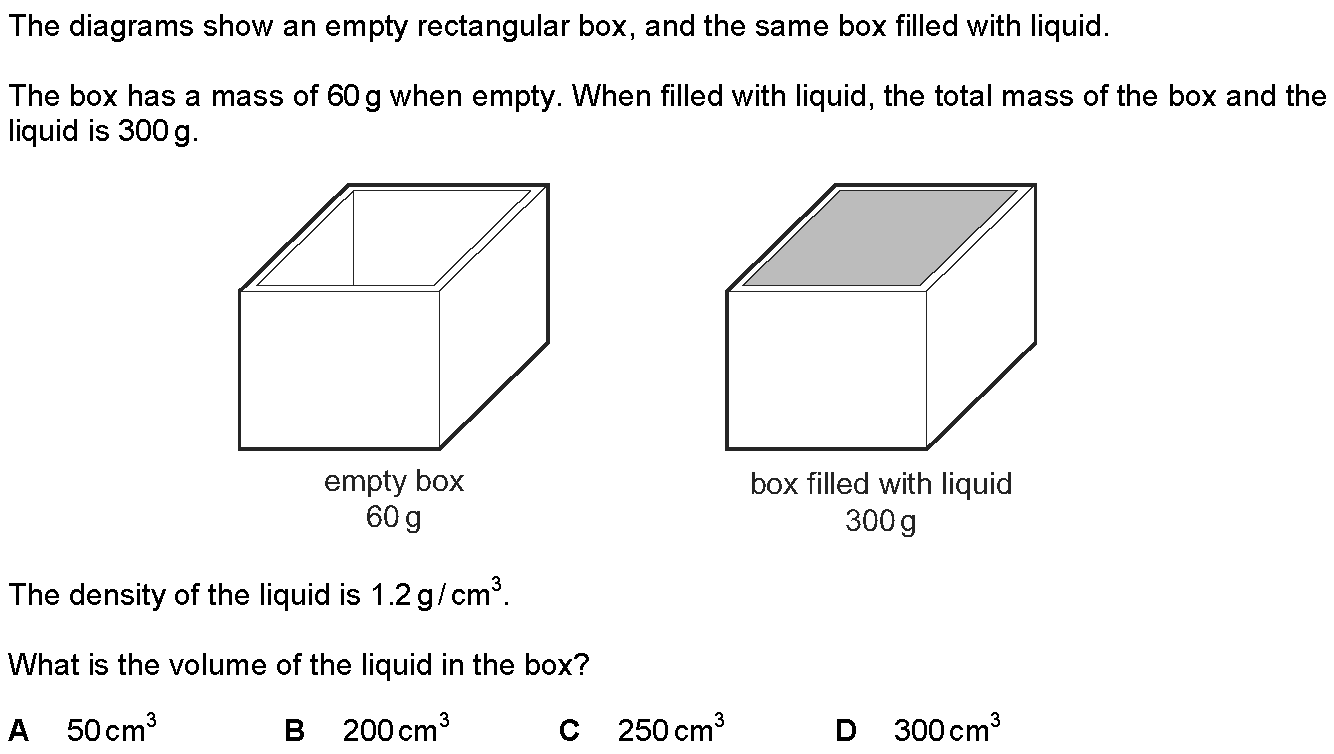 The diagrams show an empty rectangular box, and the same box filled with liquid.
The box has a mass of 60 g when empty. When filled with liquid, the total mass of the box and the
liquid is 300 g.
empty box
60 g
box filled with liquid
300 g
The density of the liquid is 1.2 g / cm³.
What is the volume of the liquid in the box?
A 50 cm³ B 200 cm³ C 250 cm³ D 300 cm³